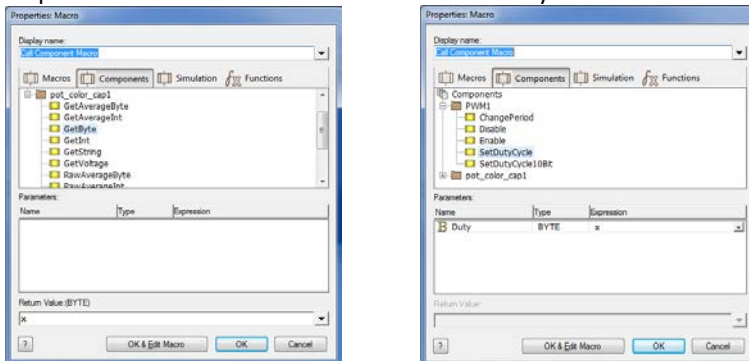 Properties: Macro
Display name:
Call Component Macro
Macros Components Simulation fx Functions
pot_color_cap1
GetAverageByte
GetAverageInt
GetByte
GetInt
GetString
GetVoltage
RawAverageByte
RawAverageInt
Parameters:
Name Type Expression
Return Value:(BYTE)
x
? OK & Edit Macro OK Cancel
Properties: Macro
Display name:
Call Component Macro
Macros Components Simulation fx Functions
Components
PWM1
ChangePeriod
Disable
Enable
SetDutyCycle
SetDutyCycle10Bit
pot_color_cap1
Parameters:
Name Type Expression
B Duty BYTE x
Return Value:
? OK & Edit Macro OK Cancel